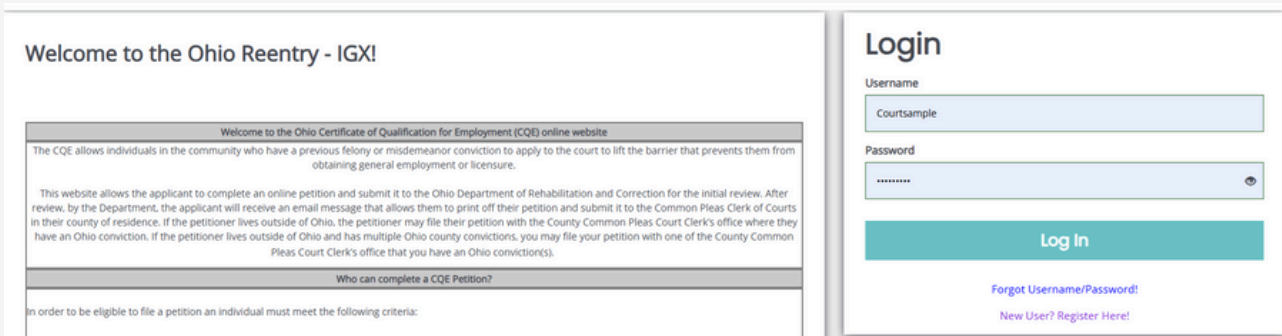 Welcome to the Ohio Reentry - IGX!
Welcome to the Ohio Certificate of Qualification for Employment (CQE) online website
The CQE allows individuals in the community who have a previous felony or misdemeanor conviction to apply to the court to lift the barrier that prevents them from
obtaining general employment or licensure.
This website allows the applicant to complete an online petition and submit it to the Ohio Department of Rehabilitation and Correction for the initial review. After
review, by the Department, the applicant will receive an email message that allows them to print off their petition and submit it to the Common Pleas Clerk of Courts
in their county of residence. If the petitioner lives outside of Ohio, the petitioner may file their petition with the County Common Pleas Court Clerk's office where they
have an Ohio conviction. If the petitioner lives outside of Ohio and has multiple Ohio county convictions, you may file your petition with one of the County Common
Pleas Court Clerk's office that you have an Ohio conviction(s).
Who can complete a CQE Petition?
In order to be eligible to file a petition an individual must meet the following criteria:
Login
Username
Courtsample
Password
•••••••••
Log In
Forgot Username/Password!
New User? Register Here!